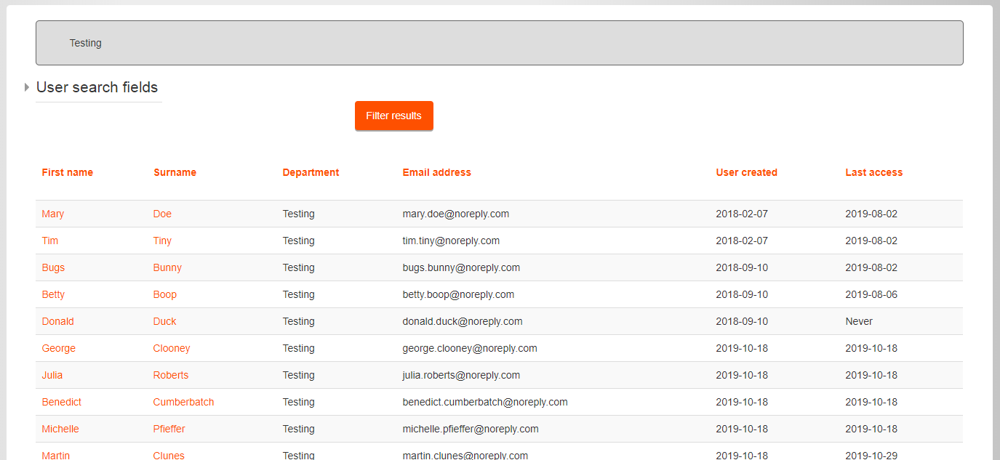 Testing
User search fields
Filter results
First name Surname Department Email address User created Last access
Mary Doe Testing mary.doe@noreply.com 2018-02-07 2019-08-02
Tim Tiny Testing tim.tiny@noreply.com 2018-02-07 2019-08-02
Bugs Bunny Testing bugs.bunny@noreply.com 2018-09-10 2019-08-02
Betty Boop Testing betty.boop@noreply.com 2018-09-10 2019-08-06
Donald Duck Testing donald.duck@noreply.com 2018-09-10 Never
George Clooney Testing george.clooney@noreply.com 2019-10-18 2019-10-18
Julia Roberts Testing julia.roberts@noreply.com 2019-10-18 2019-10-18
Benedict Cumberbatch Testing benedict.cumberbatch@noreply.com 2019-10-18 2019-10-18
Michelle Pfieffer Testing michelle.pfieffer@noreply.com 2019-10-18 2019-10-18
Martin Clunes Testing martin.clunes@noreply.com 2019-10-18 2019-10-29